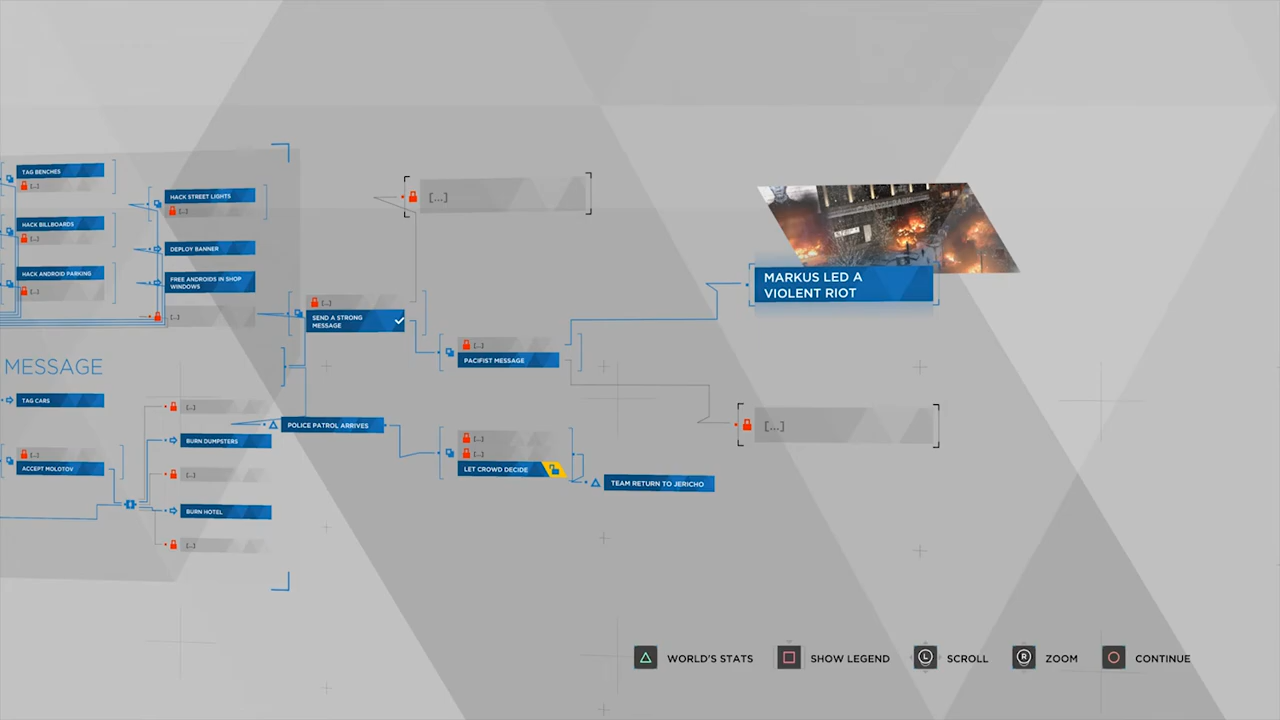 TAG BENCHES
[...]
HACK BILLBOARDS
[...]
HACK ANDROID PARKING
[...]
HACK STREET LIGHTS
[...]
DEPLOY BANNER
FREE ANDROIDS IN SHOP
WINDOWS
[...]
[...]
SEND A STRONG
MESSAGE
[...]
[...]
PACIFIST MESSAGE
MARKUS LED A
VIOLENT RIOT
[...]
MESSAGE
TAG CARS
[...]
ACCEPT MOLOTOV
[...]
BURN DUMPSTERS
[...]
BURN HOTEL
[...]
POLICE PATROL ARRIVES
[...]
[...]
LET CROWD DECIDE
TEAM RETURN TO JERICHO
WORLD'S STATS
SHOW LEGEND
L
SCROLL
R
ZOOM
CONTINUE